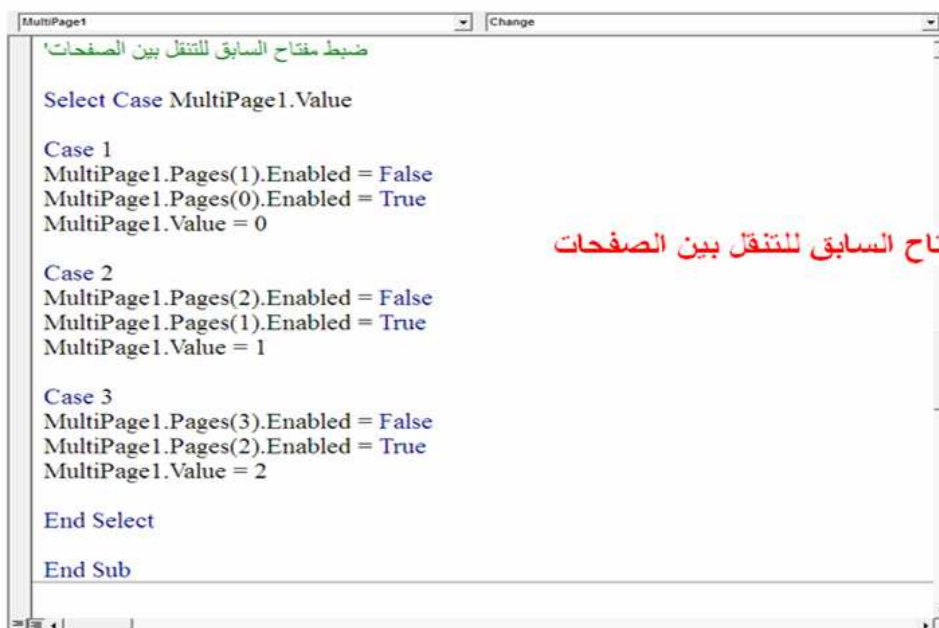 MultiPage1
Change
'ضبط مفتاح السابق للتنقل بين الصفحات
Select Case MultiPage1.Value
Case 1
MultiPage1.Pages(1).Enabled = False
MultiPage1.Pages(0).Enabled = True
MultiPage1.Value = 0
السابق للتنقل بين الصفحات
Case 2
MultiPage1.Pages(2).Enabled = False
MultiPage1.Pages(1).Enabled = True
MultiPage1.Value = 1
Case 3
MultiPage1.Pages(3).Enabled = False
MultiPage1.Pages(2).Enabled = True
MultiPage1.Value = 2
End Select
End Sub